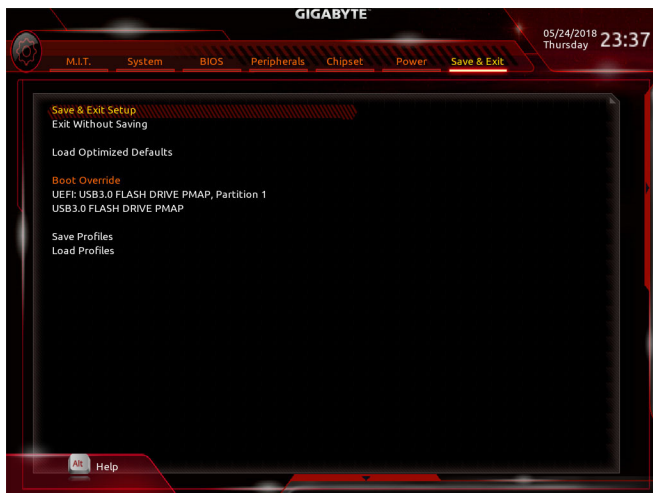 GIGABYTE™
05/24/2018
Thursday 23:37
M.I.T. System BIOS Peripherals Chipset Power Save & Exit
Save & Exit Setup
Exit Without Saving
Load Optimized Defaults
Boot Override
UEFI: USB3.0 FLASH DRIVE PMAP, Partition 1
USB3.0 FLASH DRIVE PMAP
Save Profiles
Load Profiles
Alt Help